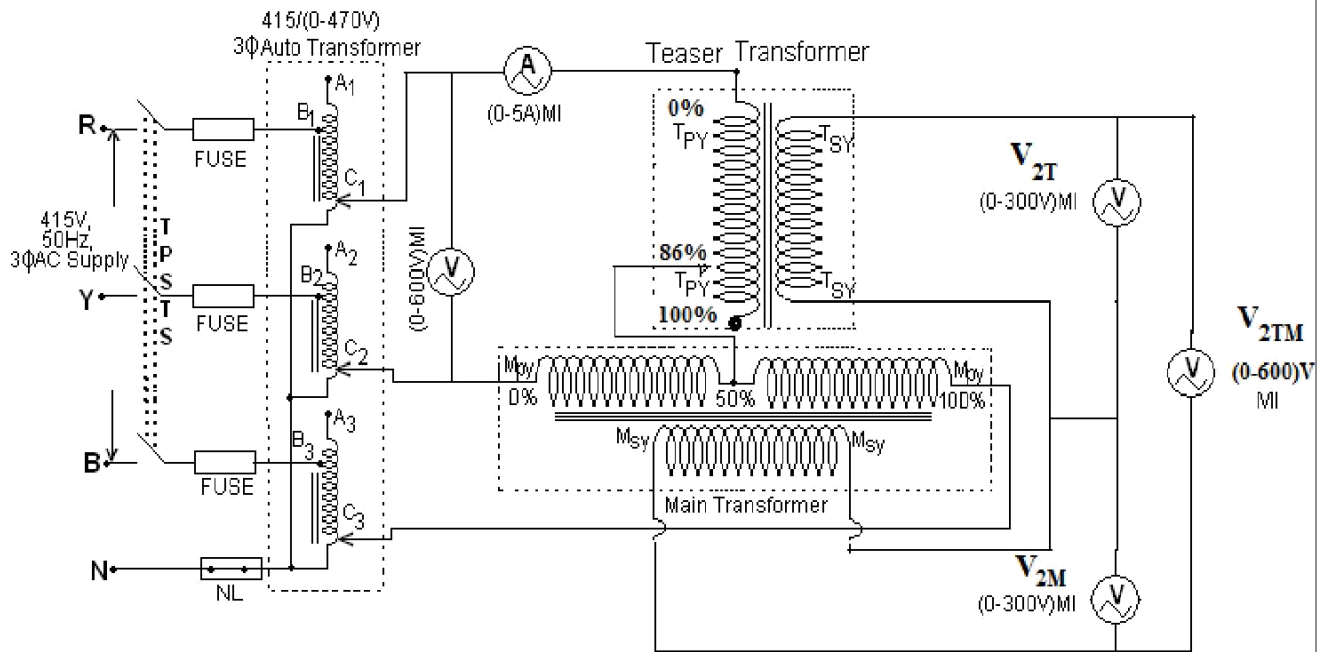 415/(0-470V)
3ΦAuto Transformer
A1
B1
C1
R
FUSE
415V,
50Hz,
3ΦAC Supply
T
P
S
T
S
A2
B2
C2
Y
FUSE
A3
B3
C3
B
FUSE
N
NL
A
(0-5A)MI
V
(0-600V)MI
Teaser Transformer
0%
TPY
TSY
86%
TPY
TSY
100%
Mpy
0%
50%
Mpy
100%
MSy
MSy
Main Transformer
V2T
(0-300V)MI
V
V2TM
(0-600)V
MI
V
V2M
(0-300V)MI
V